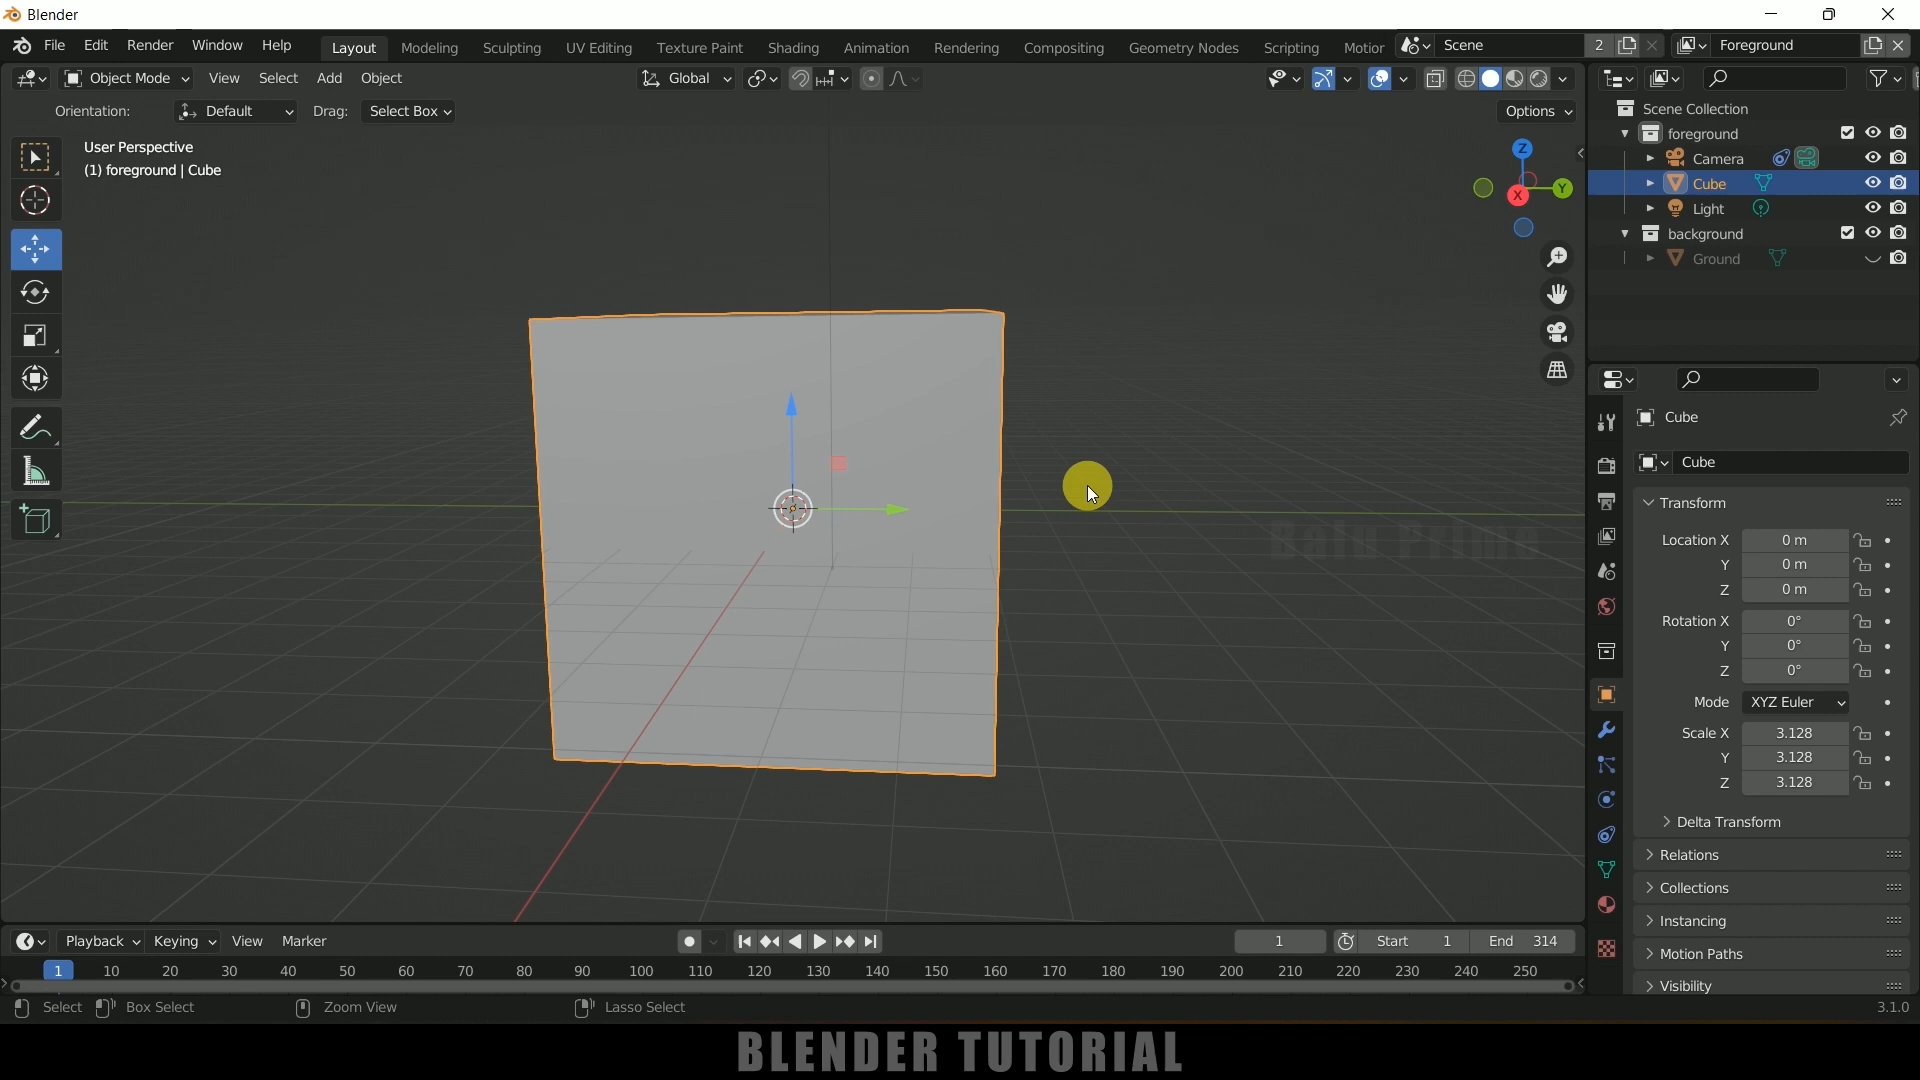 Blender
File Edit Render Window Help Layout Modeling Sculpting UV Editing Texture Paint Shading Animation Rendering Compositing Geometry Nodes Scripting Motior Scene 2 Foreground
Object Mode View Select Add Object Global
Orientation: Default Drag: Select Box Options
User Perspective
(1) foreground | Cube
Z
Y
X
Scene Collection
foreground
Camera
Cube
Light
background
Ground
Cube
Cube
Transform
Location X 0 m
Y 0 m
Z 0 m
Rotation X 0°
Y 0°
Z 0°
Mode XYZ Euler
Scale X 3.128
Y 3.128
Z 3.128
Delta Transform
Relations
Collections
Instancing
Motion Paths
Visibility
Baiu Prime
Playback Keying View Marker 1 Start 1 End 314
1 10 20 30 40 50 60 70 80 90 100 110 120 130 140 150 160 170 180 190 200 210 220 230 240 250
Select Box Select Zoom View Lasso Select 3.1.0
BLENDER TUTORIAL